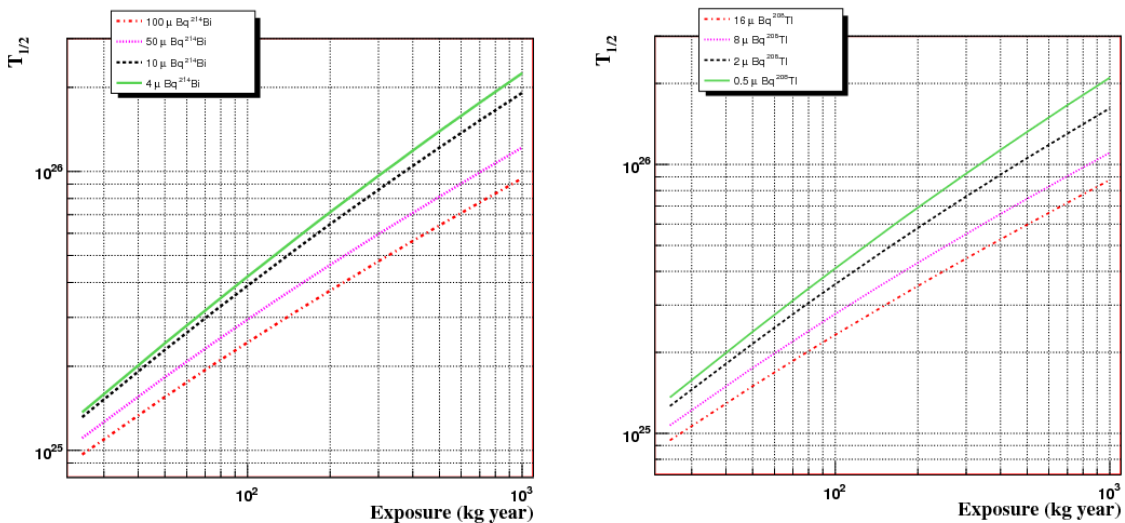 100 μ Bq ²¹⁴Bi
50 μ Bq ²¹⁴Bi
10 μ Bq ²¹⁴Bi
4 μ Bq ²¹⁴Bi
T₁/₂
10²⁶
10²⁵
10²
10³
Exposure (kg year)
16 μ Bq ²⁰⁸Tl
8 μ Bq ²⁰⁸Tl
2 μ Bq ²⁰⁸Tl
0.5 μ Bq ²⁰⁸Tl
T₁/₂
10²⁶
10²⁵
10²
10³
Exposure (kg year)